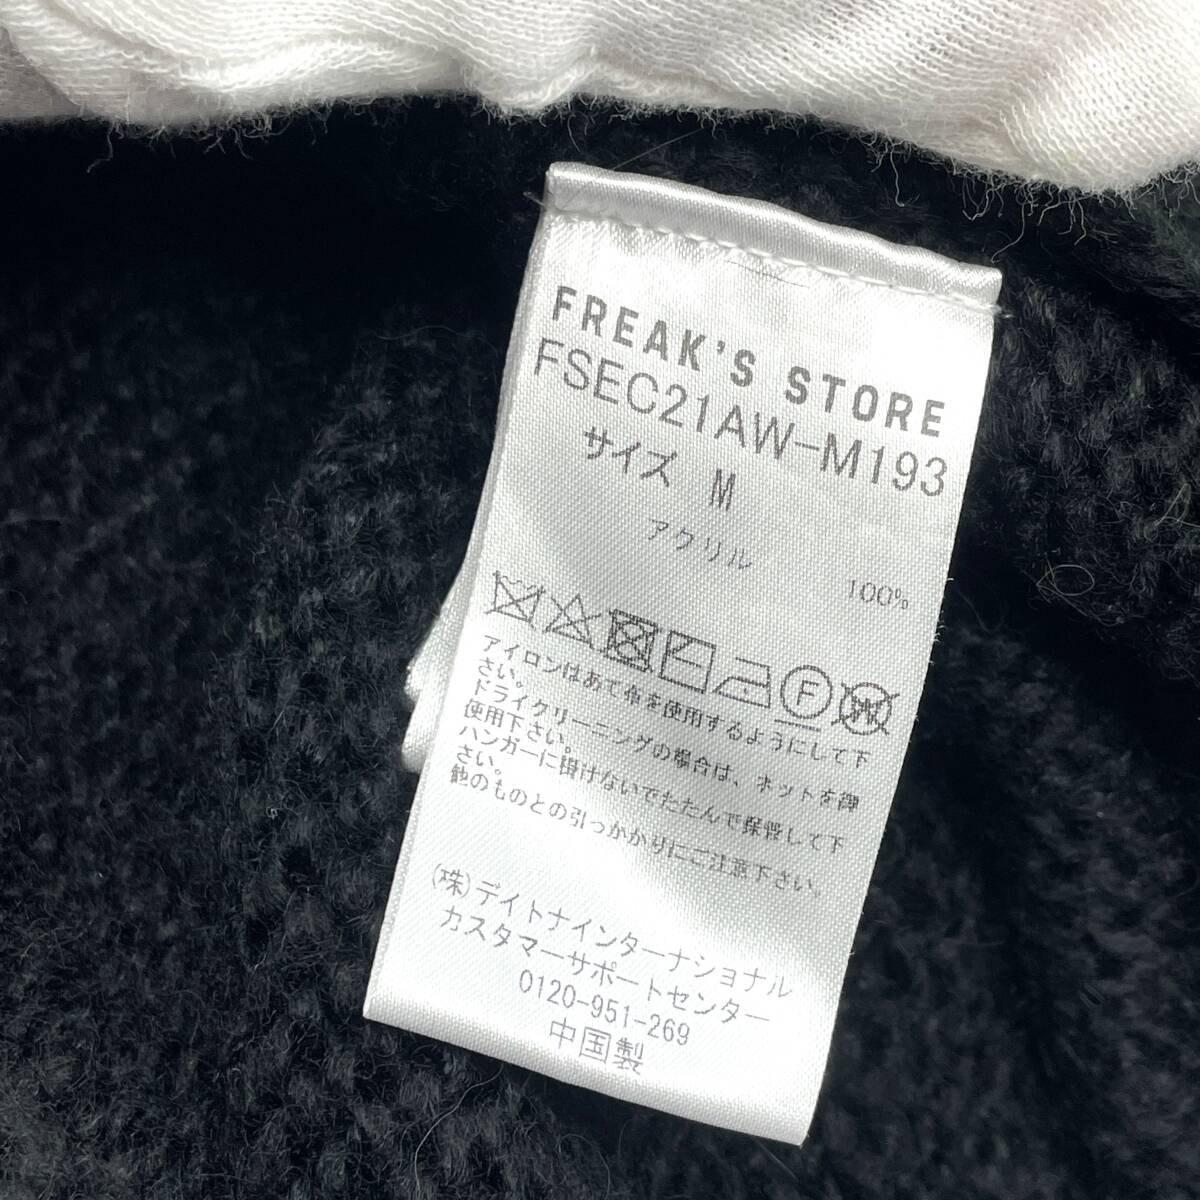 FREAK'S STORE
FSEC21AW-M193
サイズ M
アクリル 100%
F
W
アイロンはあて布を使用するようにして下
さい。
ドライクリーニングの場合は、ネットを御
使用下さい。
ハンガーに掛けないでたたんで保管して下
さい。
他のものとの引っかかりにご注意下さい。
(株)デイトナインターナショナル
カスタマーサポートセンター
0120-951-269
中国製